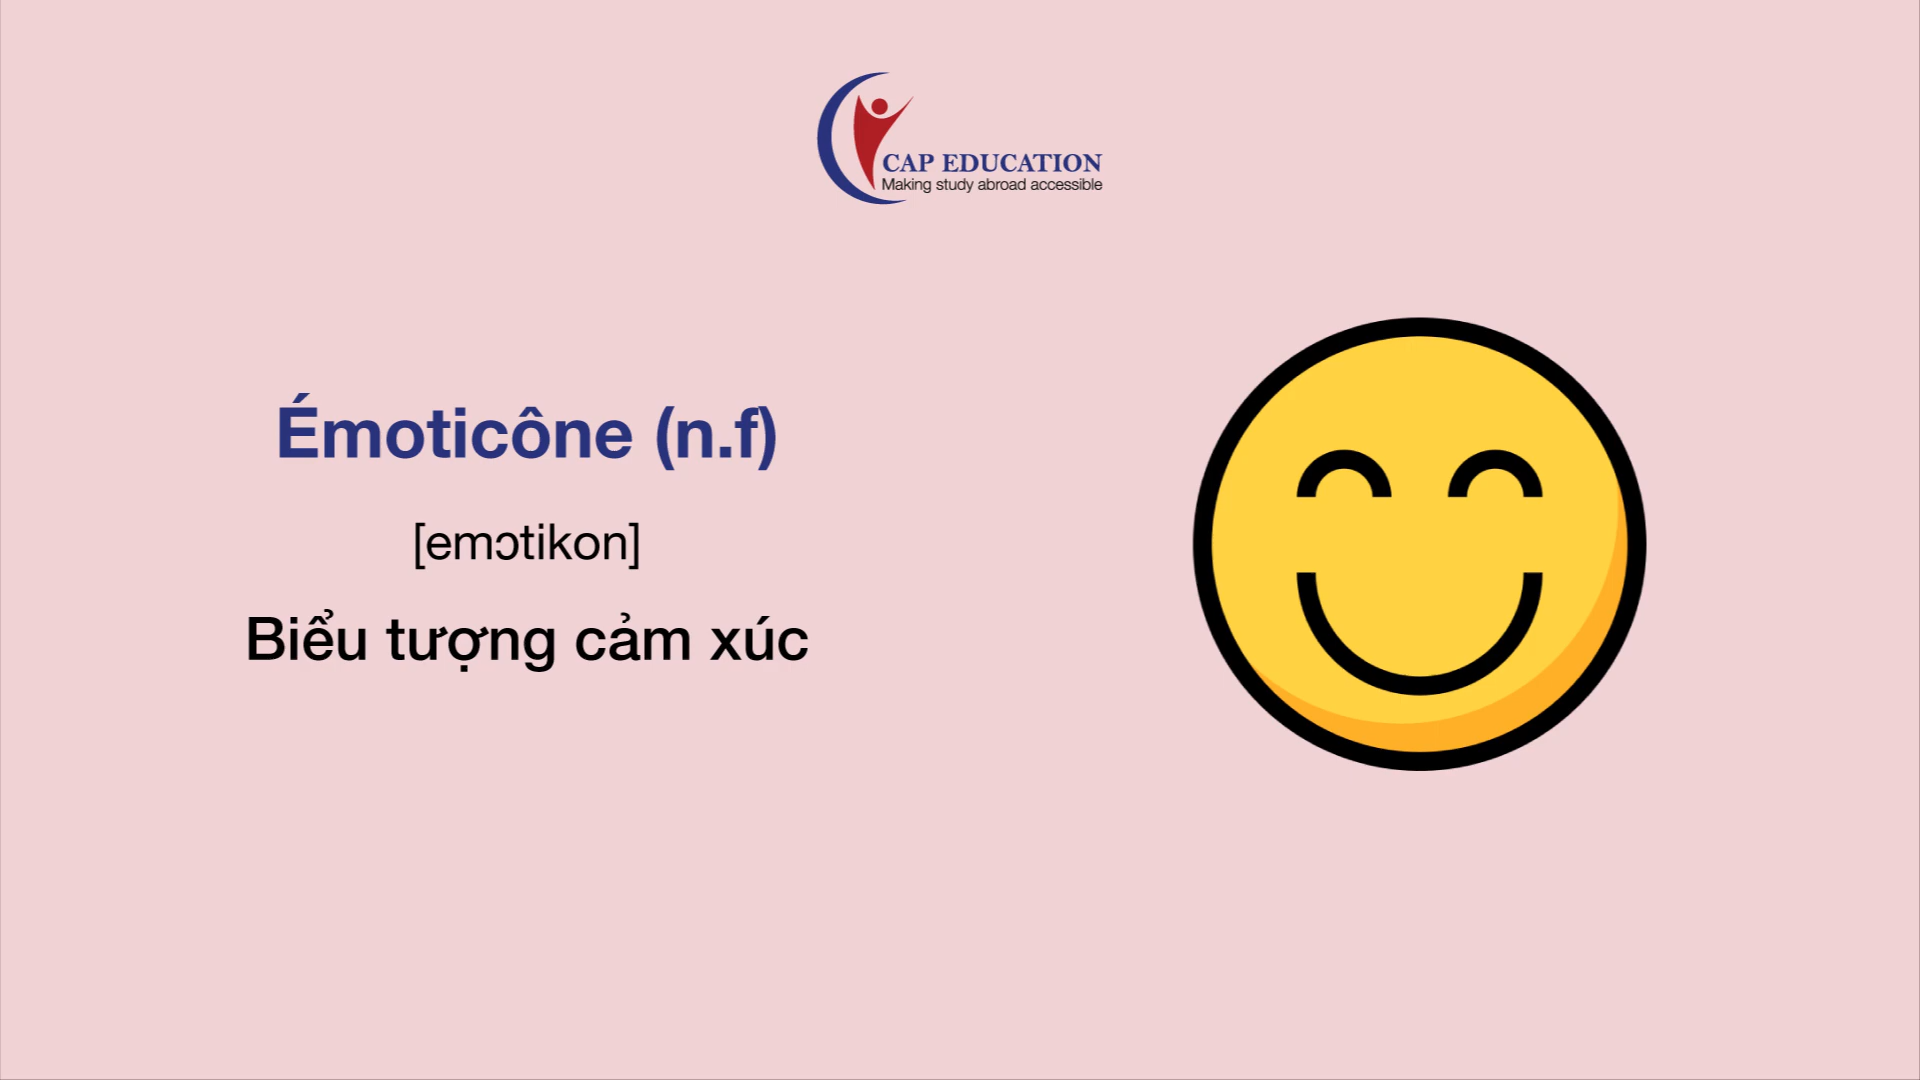 CAP EDUCATION
Making study abroad accessible
Émoticône (n.f)
[emɔtikon]
Biểu tượng cảm xúc